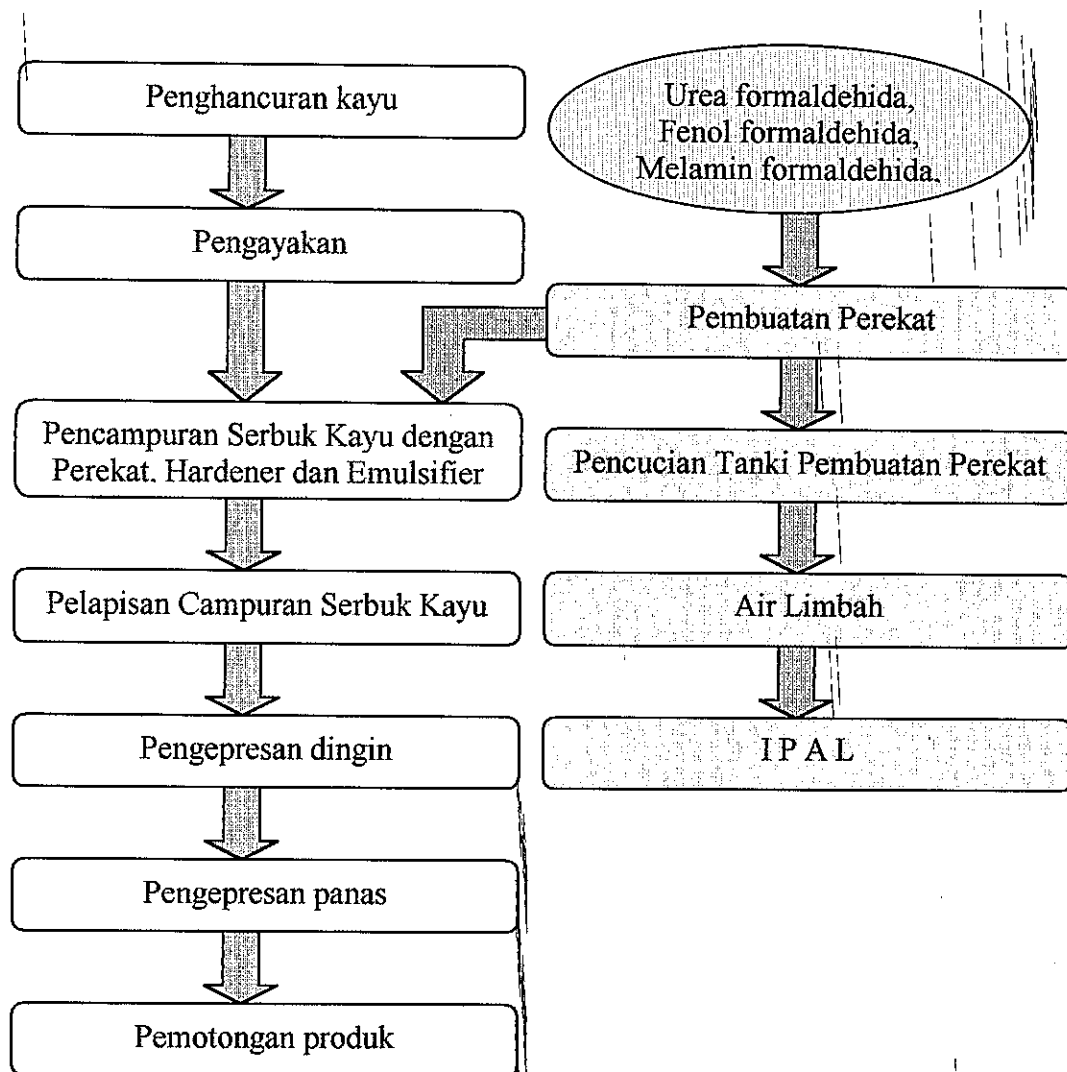 Penghancuran kayu
Pengayakan
Pencampuran Serbuk Kayu dengan
Perekat. Hardener dan Emulsifier
Pelapisan Campuran Serbuk Kayu
Pengepresan dingin
Pengepresan panas
Pemotongan produk
Urea formaldehida,
Fenol formaldehida,
Melamin formaldehida.
Pembuatan Perekat
Pencucian Tanki Pembuatan Perekat
Air Limbah
I P A L